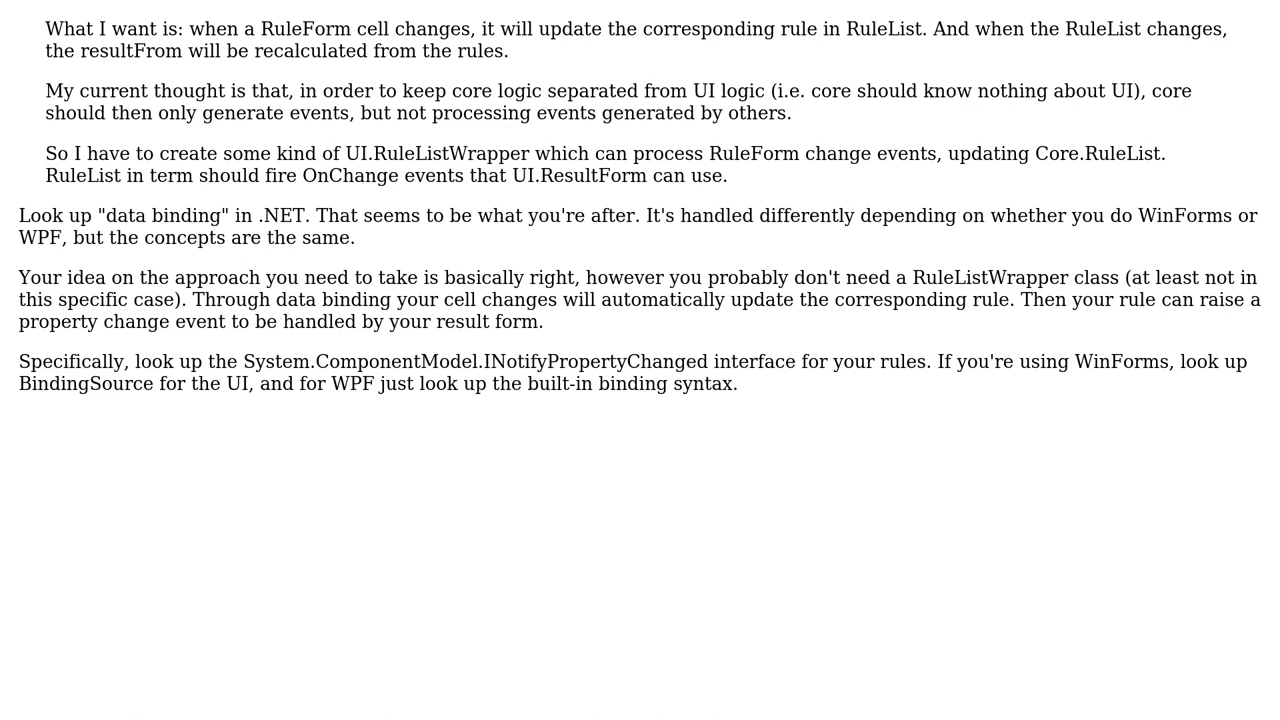 What I want is: when a RuleForm cell changes, it will update the corresponding rule in RuleList. And when the RuleList changes,
the resultFrom will be recalculated from the rules.
My current thought is that, in order to keep core logic separated from UI logic (i.e. core should know nothing about UI), core
should then only generate events, but not processing events generated by others.
So I have to create some kind of UI.RuleListWrapper which can process RuleForm change events, updating Core.RuleList.
RuleList in term should fire OnChange events that UI.ResultForm can use.
Look up "data binding" in .NET. That seems to be what you're after. It's handled differently depending on whether you do WinForms or
WPF, but the concepts are the same.
Your idea on the approach you need to take is basically right, however you probably don't need a RuleListWrapper class (at least not in
this specific case). Through data binding your cell changes will automatically update the corresponding rule. Then your rule can raise a
property change event to be handled by your result form.
Specifically, look up the System.ComponentModel.INotifyPropertyChanged interface for your rules. If you're using WinForms, look up
BindingSource for the UI, and for WPF just look up the built-in binding syntax.